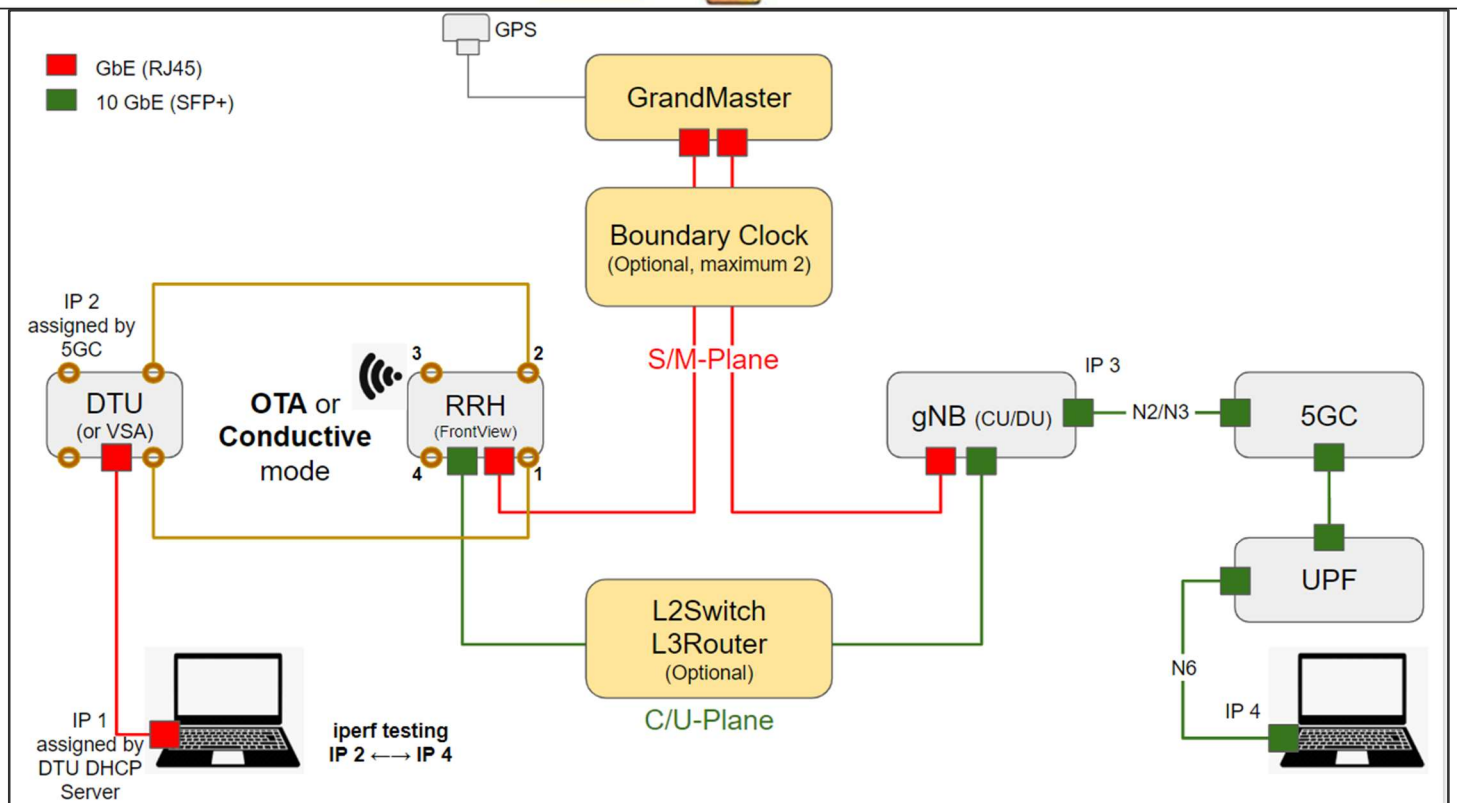 GPS
GbE (RJ45)
10 GbE (SFP+)
GrandMaster
Boundary Clock
(Optional, maximum 2)
IP 2
assigned by
5GC
S/M-Plane
3
2
4
1
DTU
(or VSA)
OTA or
Conductive
mode
RRH
(FrontView)
gNB (CU/DU)
IP 3
N2/N3
5GC
UPF
L2Switch
L3Router
(Optional)
C/U-Plane
N6
IP 4
IP 1
assigned by
DTU DHCP
Server
iperf testing
IP 2 ←→ IP 4